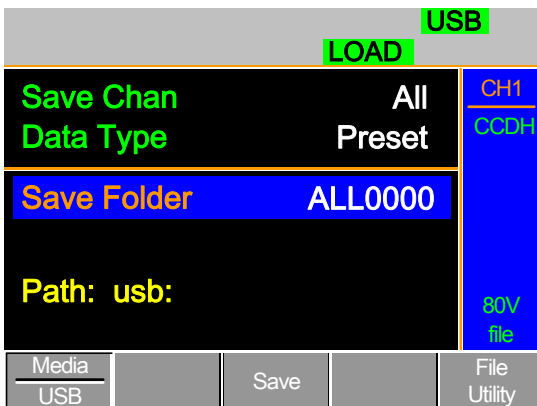 USB
LOAD
Save Chan All
Data Type Preset
Save Folder ALL0000
Path: usb:
CH1
CCDH
80V
file
Media
USB
Save
File
Utility